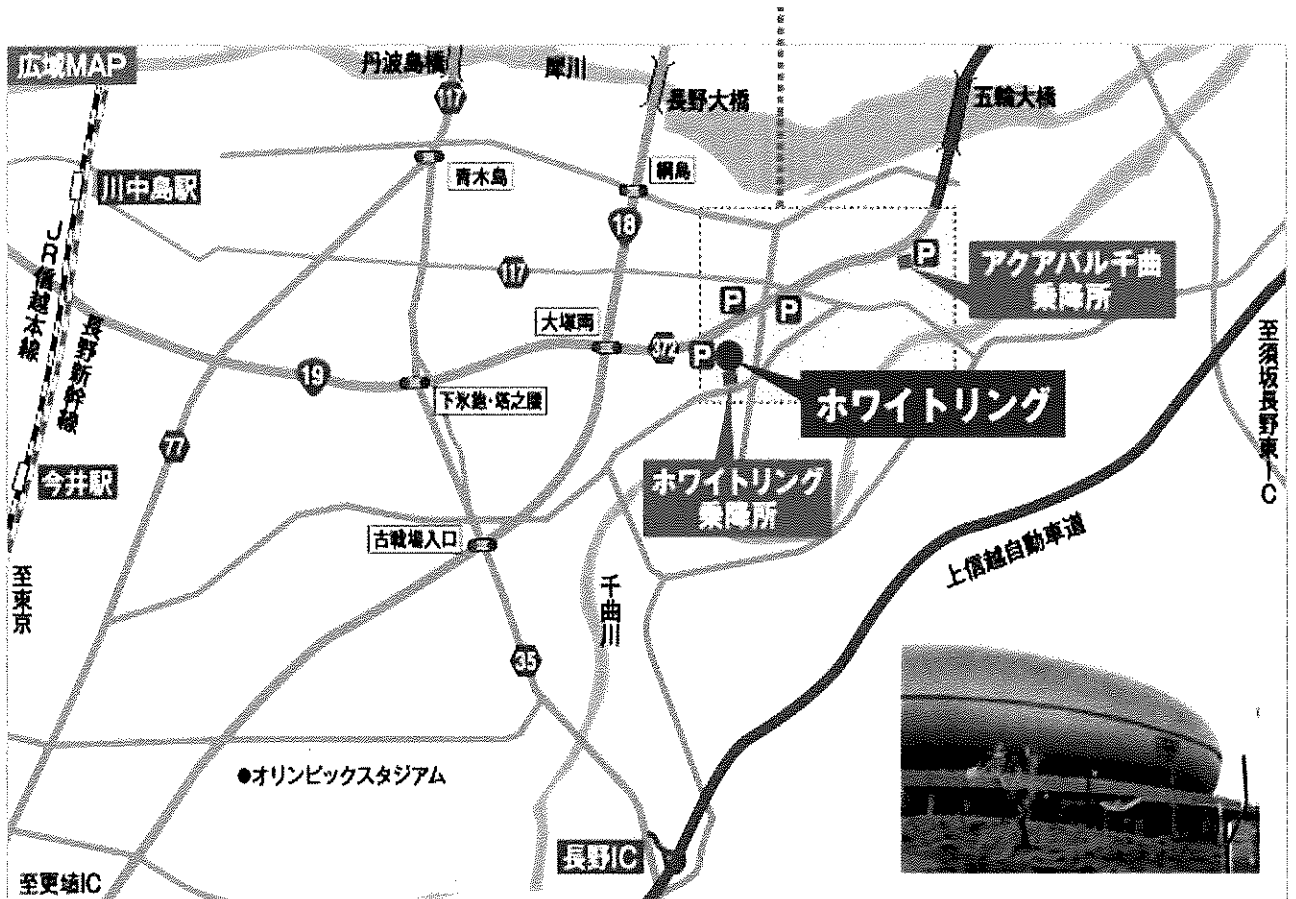 広域MAP
丹波島橋
犀川
長野大橋
五輪大橋
117
川中島駅
青木島
綱島
18
JR信越本線
長野新幹線
117
P
アクアパル千曲
乗降所
P
P
大塚南
372
P
19
下氷鉋・塔之腰
ホワイトリング
至須坂長野東IC
77
今井駅
ホワイトリング
乗降所
古戦場入口
上信越自動車道
至東京
千曲川
35
●オリンピックスタジアム
長野IC
至更埴IC